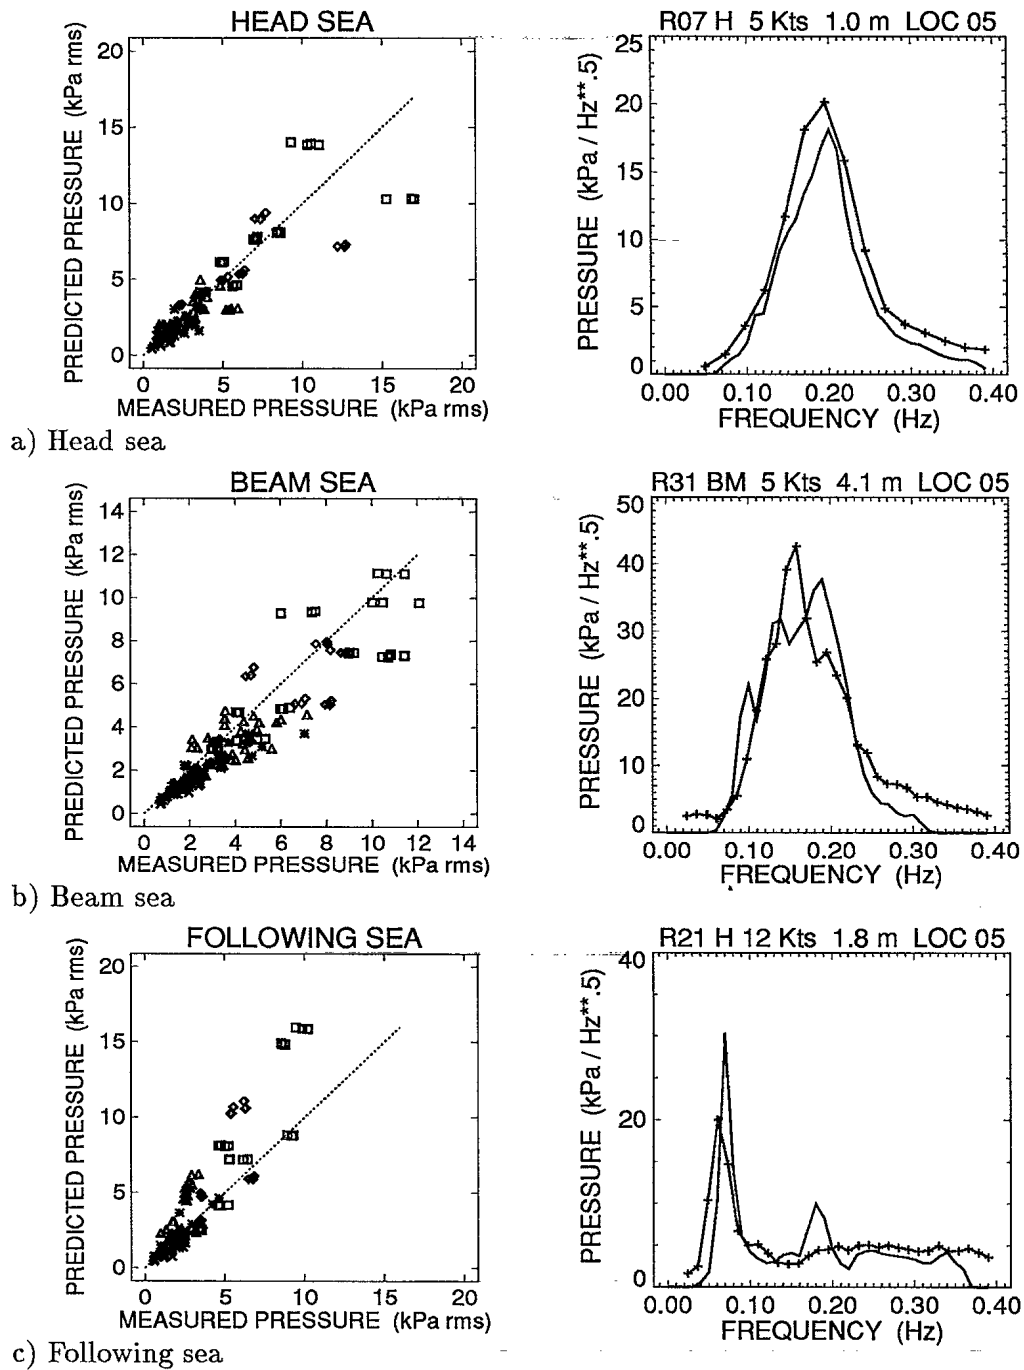 HEAD SEA
PREDICTED PRESSURE (kPa rms)
20
15
10
5
0
0 5 10 15 20
MEASURED PRESSURE (kPa rms)
R07 H 5 Kts 1.0 m LOC 05
PRESSURE (kPa / Hz**.5)
25
20
15
10
5
0
0.00 0.10 0.20 0.30 0.40
FREQUENCY (Hz)
a) Head sea
BEAM SEA
PREDICTED PRESSURE (kPa rms)
14
12
10
8
6
4
2
0
0 2 4 6 8 10 12 14
MEASURED PRESSURE (kPa rms)
R31 BM 5 Kts 4.1 m LOC 05
PRESSURE (kPa / Hz**.5)
50
40
30
20
10
0
0.00 0.10 0.20 0.30 0.40
FREQUENCY (Hz)
b) Beam sea
FOLLOWING SEA
PREDICTED PRESSURE (kPa rms)
20
15
10
5
0
0 5 10 15 20
MEASURED PRESSURE (kPa rms)
R21 H 12 Kts 1.8 m LOC 05
PRESSURE (kPa / Hz**.5)
40
20
0
0.00 0.10 0.20 0.30 0.40
FREQUENCY (Hz)
c) Following sea